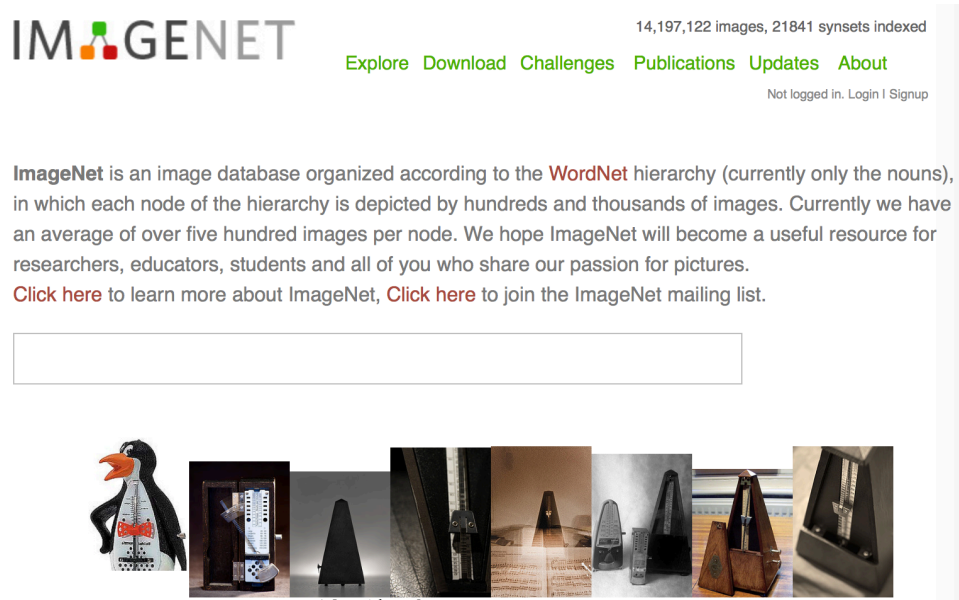 IMAGENET
14,197,122 images, 21841 synsets indexed
Explore Download Challenges Publications Updates About
Not logged in. Login | Signup
ImageNet is an image database organized according to the WordNet hierarchy (currently only the nouns),
in which each node of the hierarchy is depicted by hundreds and thousands of images. Currently we have
an average of over five hundred images per node. We hope ImageNet will become a useful resource for
researchers, educators, students and all of you who share our passion for pictures.
Click here to learn more about ImageNet, Click here to join the ImageNet mailing list.